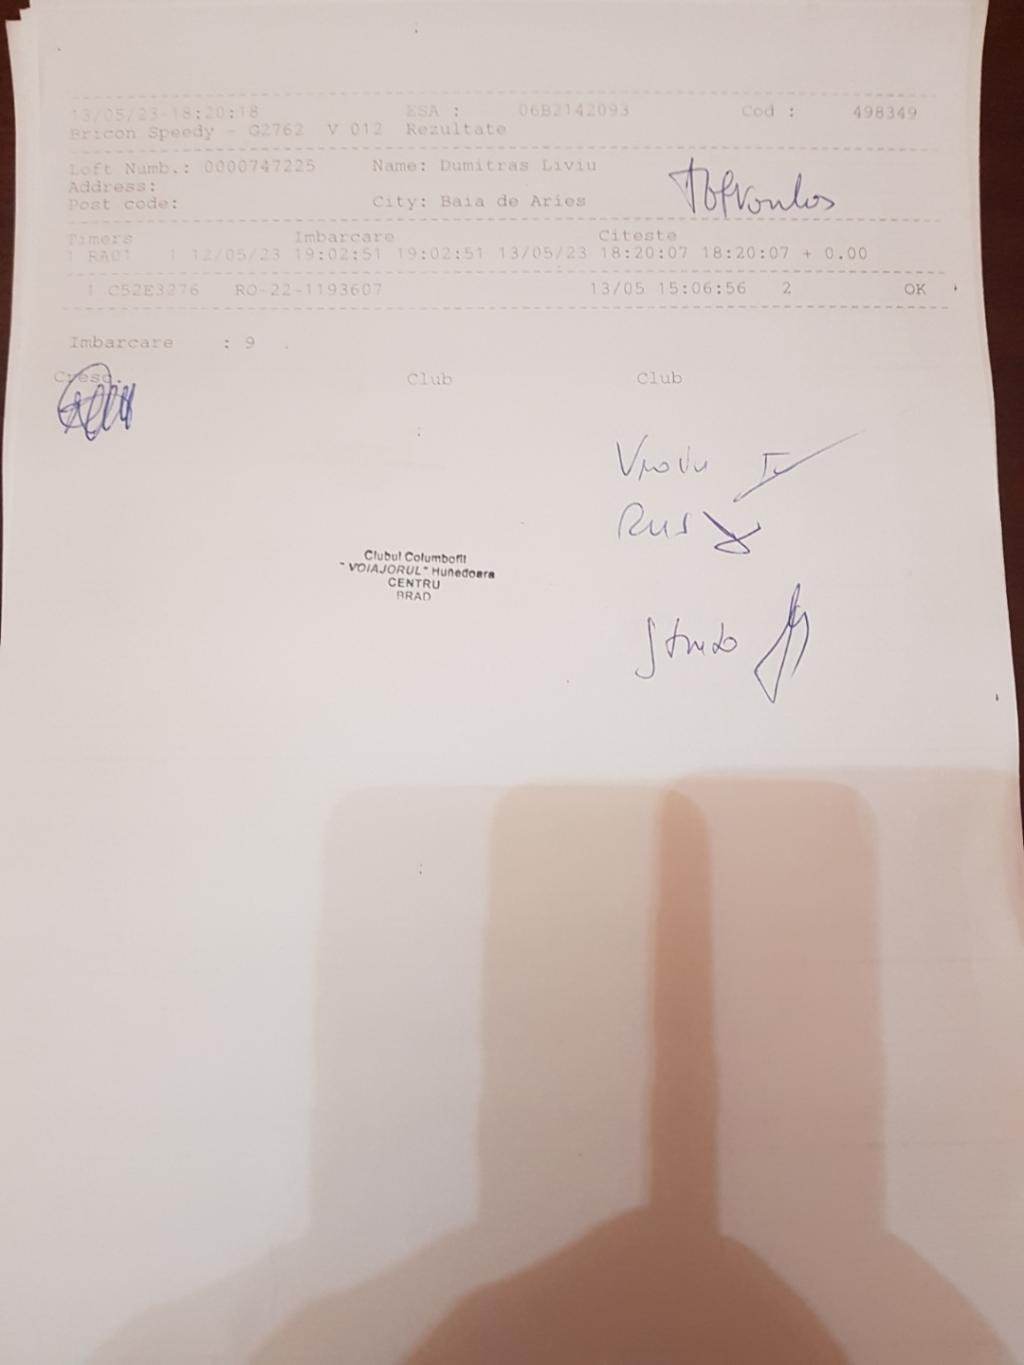 13/05/23-18:20:18 ESA : 06B2142093 Cod : 498349
Bricon Speedy - G2762 V 012 Rezultate
Loft Numb.: 0000747225 Name: Dumitras Liviu
Address:
Post code: City: Baia de Aries
Timers Imbarcare Citeste
1 RA01 1 12/05/23 19:02:51 19:02:51 13/05/23 18:20:07 18:20:07 + 0.00
1 C52E3276 RO-22-1193607 13/05 15:06:56 2 OK
Imbarcare : 9
Cresc. Club Club
Rus
Clubul Columbofil
"VOIAJORUL" Hunedoara
CENTRU
BRAD